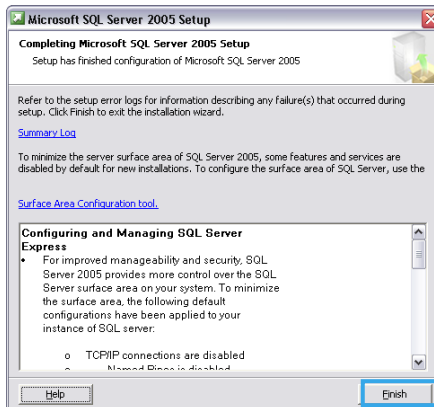 Microsoft SQL Server 2005 Setup
Completing Microsoft SQL Server 2005 Setup
Setup has finished configuration of Microsoft SQL Server 2005
Refer to the setup error logs for information describing any failure(s) that occurred during
setup. Click Finish to exit the installation wizard.
Summary Log
To minimize the server surface area of SQL Server 2005, some features and services are
disabled by default for new installations. To configure the surface area of SQL Server, use the
Surface Area Configuration tool.
Configuring and Managing SQL Server
Express
• For improved manageability and security, SQL
Server 2005 provides more control over the SQL
Server surface area on your system. To minimize
the surface area, the following default
configurations have been applied to your
instance of SQL server:
o TCP/IP connections are disabled
o Named Pipes is disabled
Help
Finish